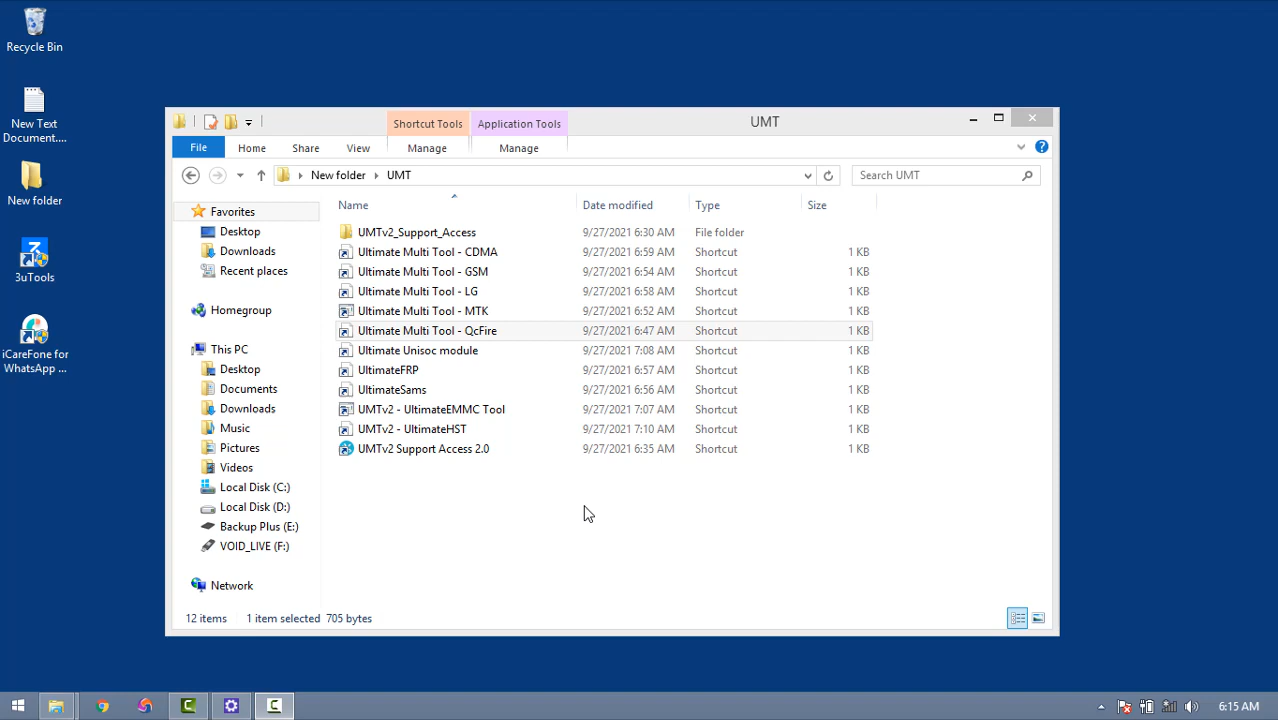 Recycle Bin
New Text
Document....
New folder
3uTools
iCareFone for
WhatsApp ...
Shortcut Tools
Application Tools
UMT
File
Home
Share
View
Manage
Manage
New folder
UMT
Search UMT
Name
Date modified
Type
Size
Favorites
Desktop
Downloads
Recent places
Homegroup
This PC
Desktop
Documents
Downloads
Music
Pictures
Videos
Local Disk (C:)
Local Disk (D:)
Backup Plus (E:)
VOID_LIVE (F:)
Network
UMTv2_Support_Access 9/27/2021 6:30 AM File folder
Ultimate Multi Tool - CDMA 9/27/2021 6:59 AM Shortcut 1 KB
Ultimate Multi Tool - GSM 9/27/2021 6:54 AM Shortcut 1 KB
Ultimate Multi Tool - LG 9/27/2021 6:58 AM Shortcut 1 KB
Ultimate Multi Tool - MTK 9/27/2021 6:52 AM Shortcut 1 KB
Ultimate Multi Tool - QcFire 9/27/2021 6:47 AM Shortcut 1 KB
Ultimate Unisoc module 9/27/2021 7:08 AM Shortcut 1 KB
UltimateFRP 9/27/2021 6:57 AM Shortcut 1 KB
UltimateSams 9/27/2021 6:56 AM Shortcut 1 KB
UMTv2 - UltimateEMMC Tool 9/27/2021 7:07 AM Shortcut 1 KB
UMTv2 - UltimateHST 9/27/2021 7:10 AM Shortcut 1 KB
UMTv2 Support Access 2.0 9/27/2021 6:35 AM Shortcut 1 KB
12 items 1 item selected 705 bytes
6:15 AM